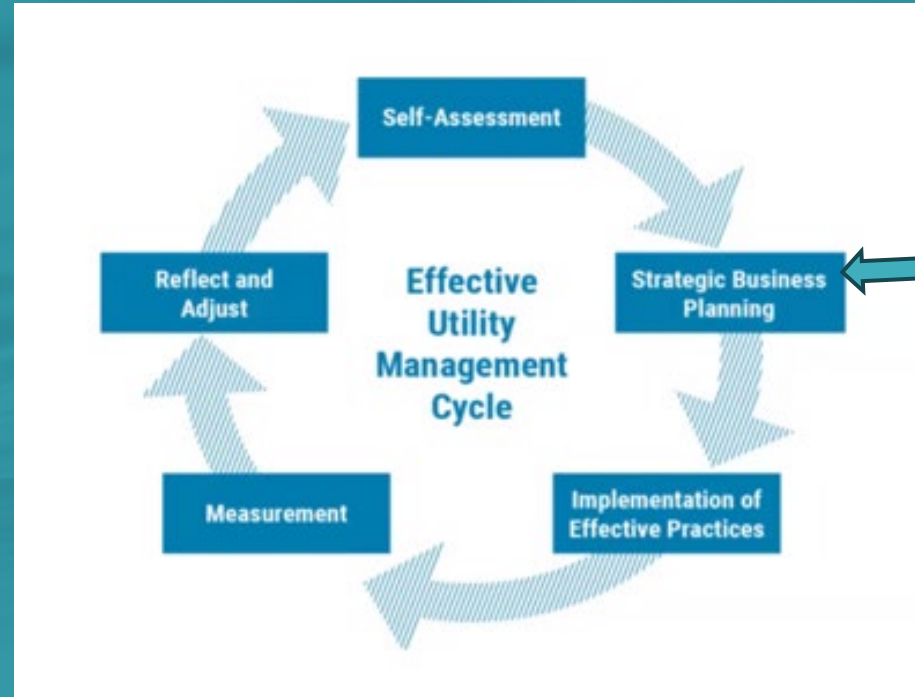 Self-Assessment
Strategic Business
Planning
Implementation of
Effective Practices
Measurement
Reflect and
Adjust
Effective
Utility
Management
Cycle